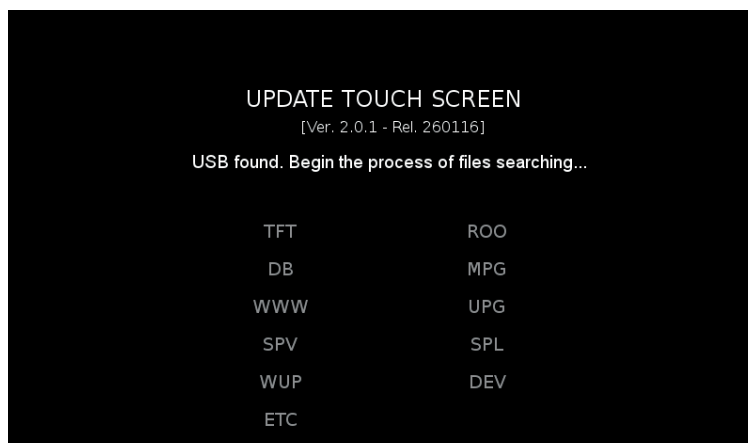 UPDATE TOUCH SCREEN
[Ver. 2.0.1 - Rel. 260116]
USB found. Begin the process of files searching...
TFT ROO
DB MPG
WWW UPG
SPV SPL
WUP DEV
ETC